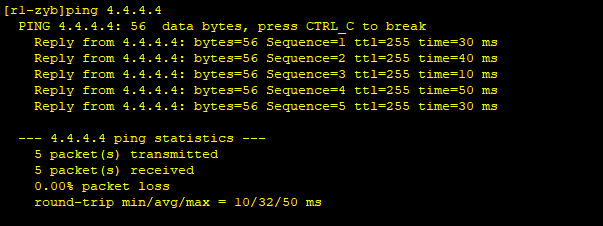 [r1-zyb]ping 4.4.4.4
PING 4.4.4.4: 56  data bytes, press CTRL_C to break
Reply from 4.4.4.4: bytes=56 Sequence=1 ttl=255 time=30 ms
Reply from 4.4.4.4: bytes=56 Sequence=2 ttl=255 time=40 ms
Reply from 4.4.4.4: bytes=56 Sequence=3 ttl=255 time=10 ms
Reply from 4.4.4.4: bytes=56 Sequence=4 ttl=255 time=50 ms
Reply from 4.4.4.4: bytes=56 Sequence=5 ttl=255 time=30 ms
--- 4.4.4.4 ping statistics ---
5 packet(s) transmitted
5 packet(s) received
0.00% packet loss
round-trip min/avg/max = 10/32/50 ms